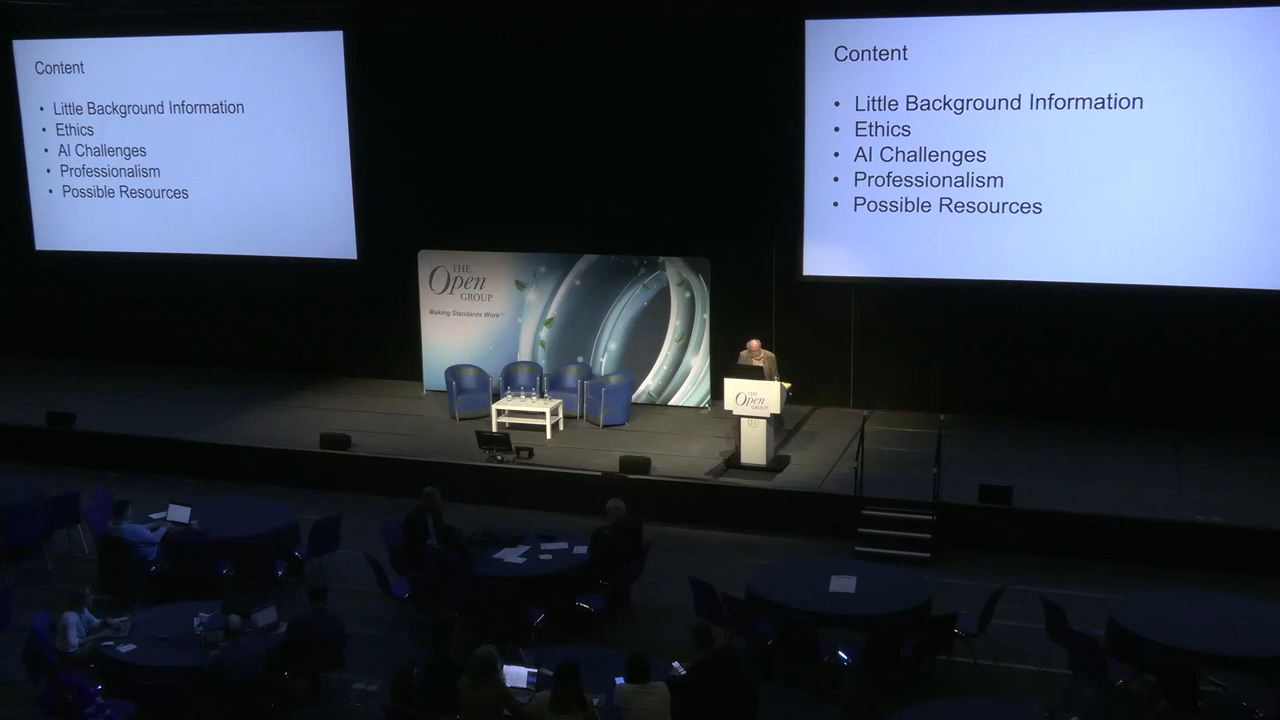 Content
• Little Background Information
• Ethics
• AI Challenges
• Professionalism
• Possible Resources
Content
• Little Background Information
• Ethics
• AI Challenges
• Professionalism
• Possible Resources
THE
Open
GROUP
Making Standards Work
THE
Open
GROUP